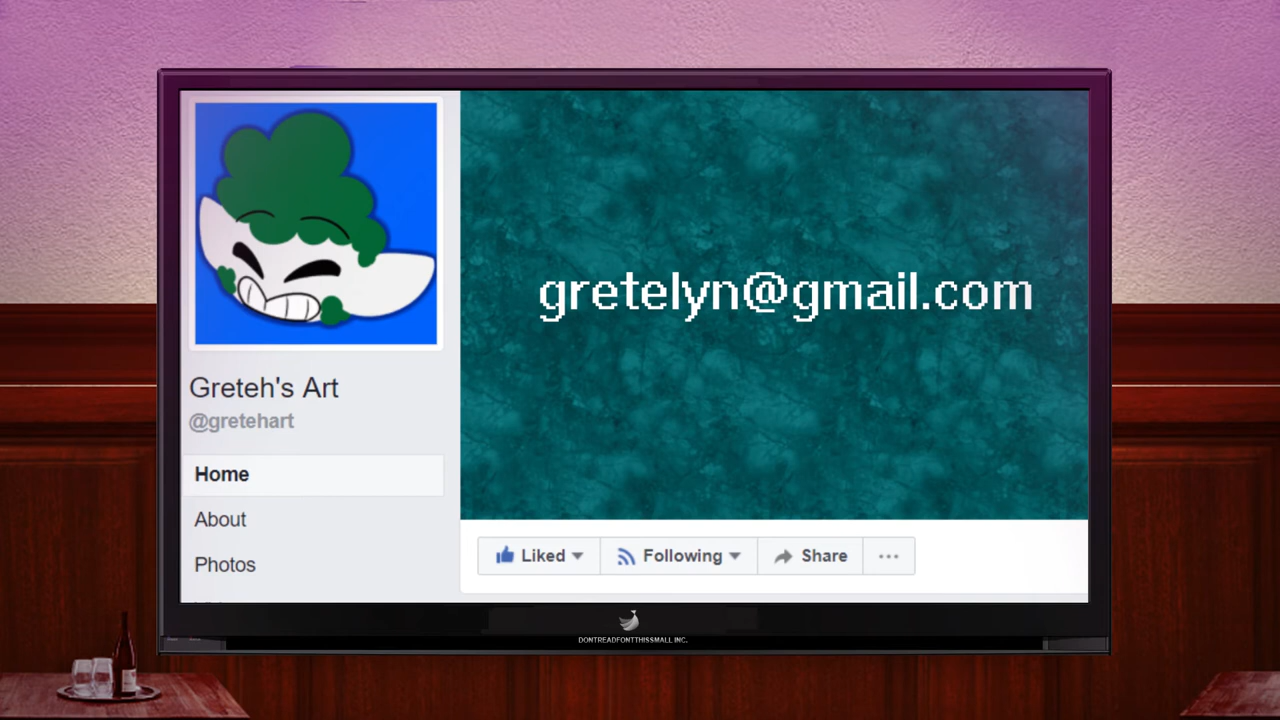 gretelyn@gmail.com
Greteh's Art
@gretehart
Home
About
Photos
Liked
Following
Share
DONTREADFONTTHISSMALL INC.